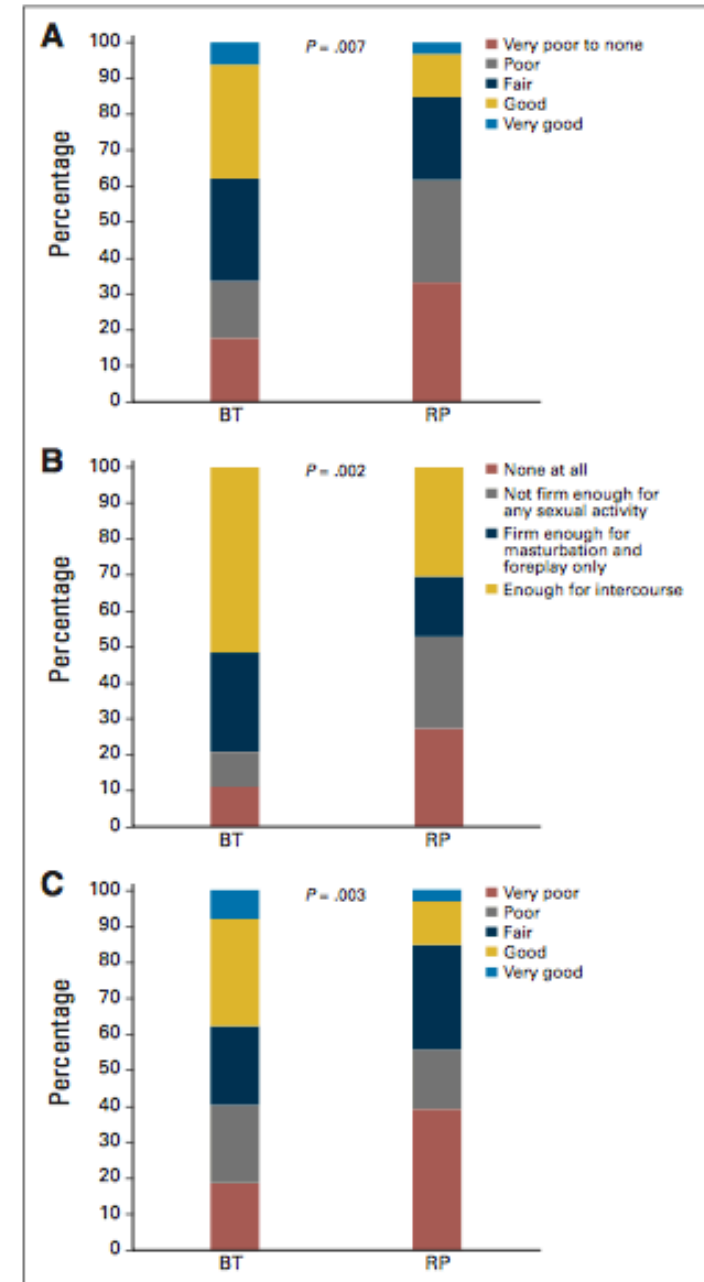 A
P = .007
Very poor to none
Poor
Fair
Good
Very good
Percentage
100
90
80
70
60
50
40
30
20
10
0
BT
RP
B
P = .002
None at all
Not firm enough for
any sexual activity
Firm enough for
masturbation and
foreplay only
Enough for intercourse
Percentage
100
90
80
70
60
50
40
30
20
10
0
BT
RP
C
P = .003
Very poor
Poor
Fair
Good
Very good
Percentage
100
90
80
70
60
50
40
30
20
10
0
BT
RP